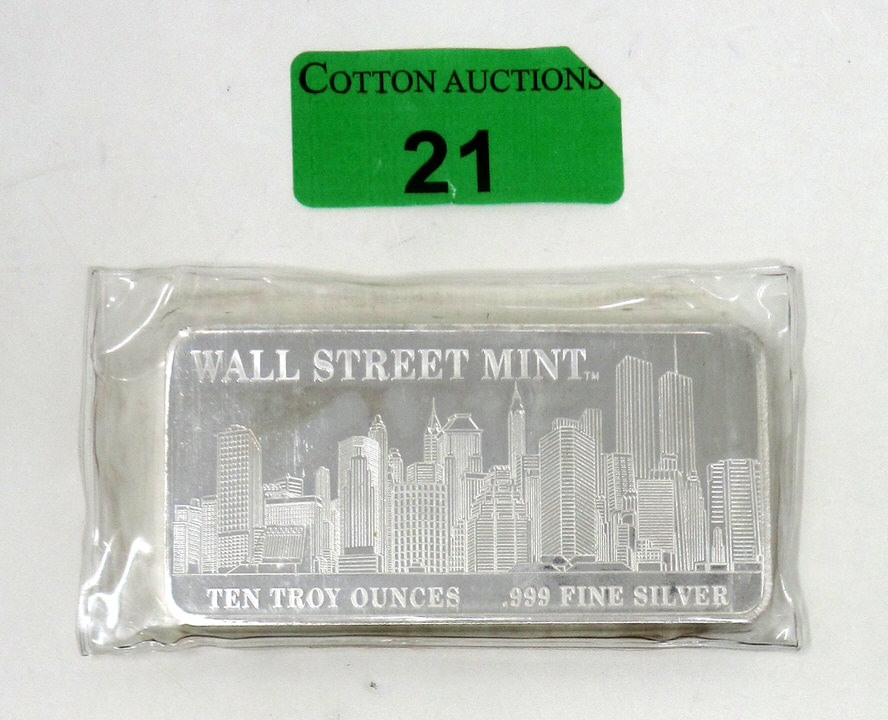 COTTON AUCTIONS
21
WALL STREET MINT™
TEN TROY OUNCES .999 FINE SILVER